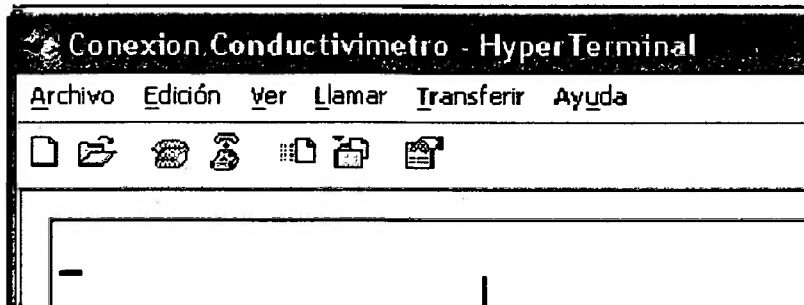 Conexion Conductivimetro - HyperTerminal
Archivo Edición Ver Llamar Transferir Ayuda